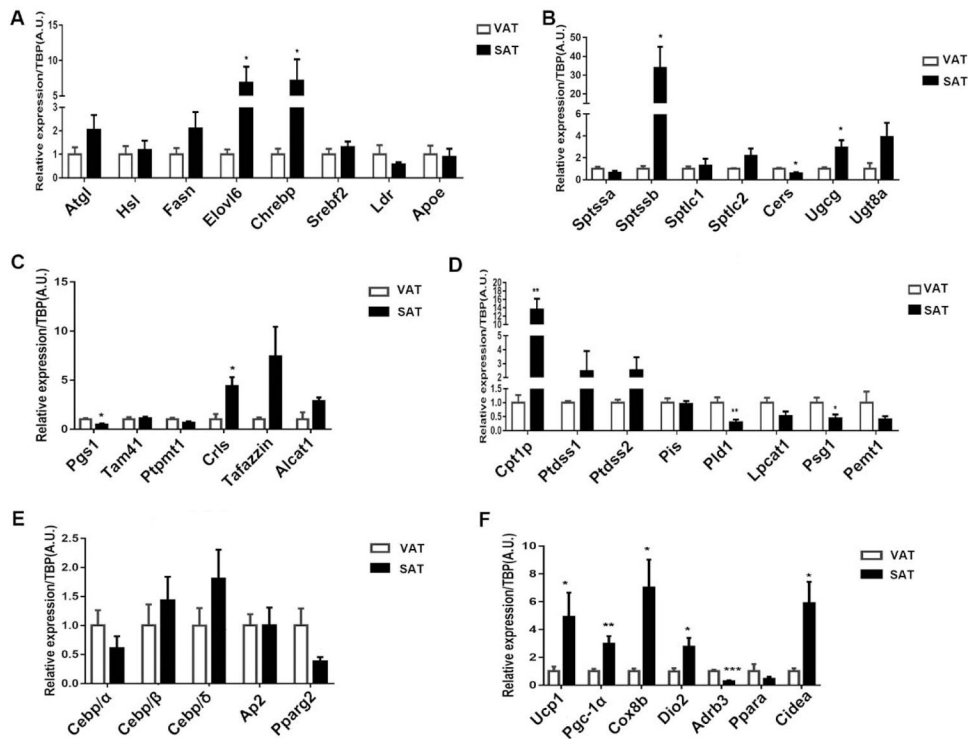 A
Relative expression/TBP(A.U.)
15
10
5
3
2
1
0
*
*
VAT
SAT
Atgl
Hsl
Fasn
Elovl6
Chrebp
Srebf2
Ldr
Apoe
B
Relative expression/TBP(A.U.)
50
40
30
20
10
6
4
2
0
*
*
*
VAT
SAT
Sptssa
Sptssb
Sptlc1
Sptlc2
Cers
Ugcg
Ugt8a
C
Relative expression/TBP(A.U.)
15
10
5
0
*
*
VAT
SAT
Pgs1
Tam41
Ptpmt1
Crls
Tafazzin
Alcat1
D
Relative expression/TBP(A.U.)
20
18
16
14
12
10
5
4
3
2
1.5
1.0
0.5
0.0
**
**
*
VAT
SAT
Cpt1p
Ptdss1
Ptdss2
Pis
Pld1
Lpcat1
Psg1
Pemt1
E
Relative expression/TBP(A.U.)
2.5
2.0
1.5
1.0
0.5
0.0
VAT
SAT
Cebp/α
Cebp/β
Cebp/δ
Ap2
Pparg2
F
Relative expression/TBP(A.U.)
10
8
6
4
2
0
*
**
*
*
***
*
VAT
SAT
Ucp1
Pgc-1α
Cox8b
Dio2
Adrb3
Ppara
Cidea